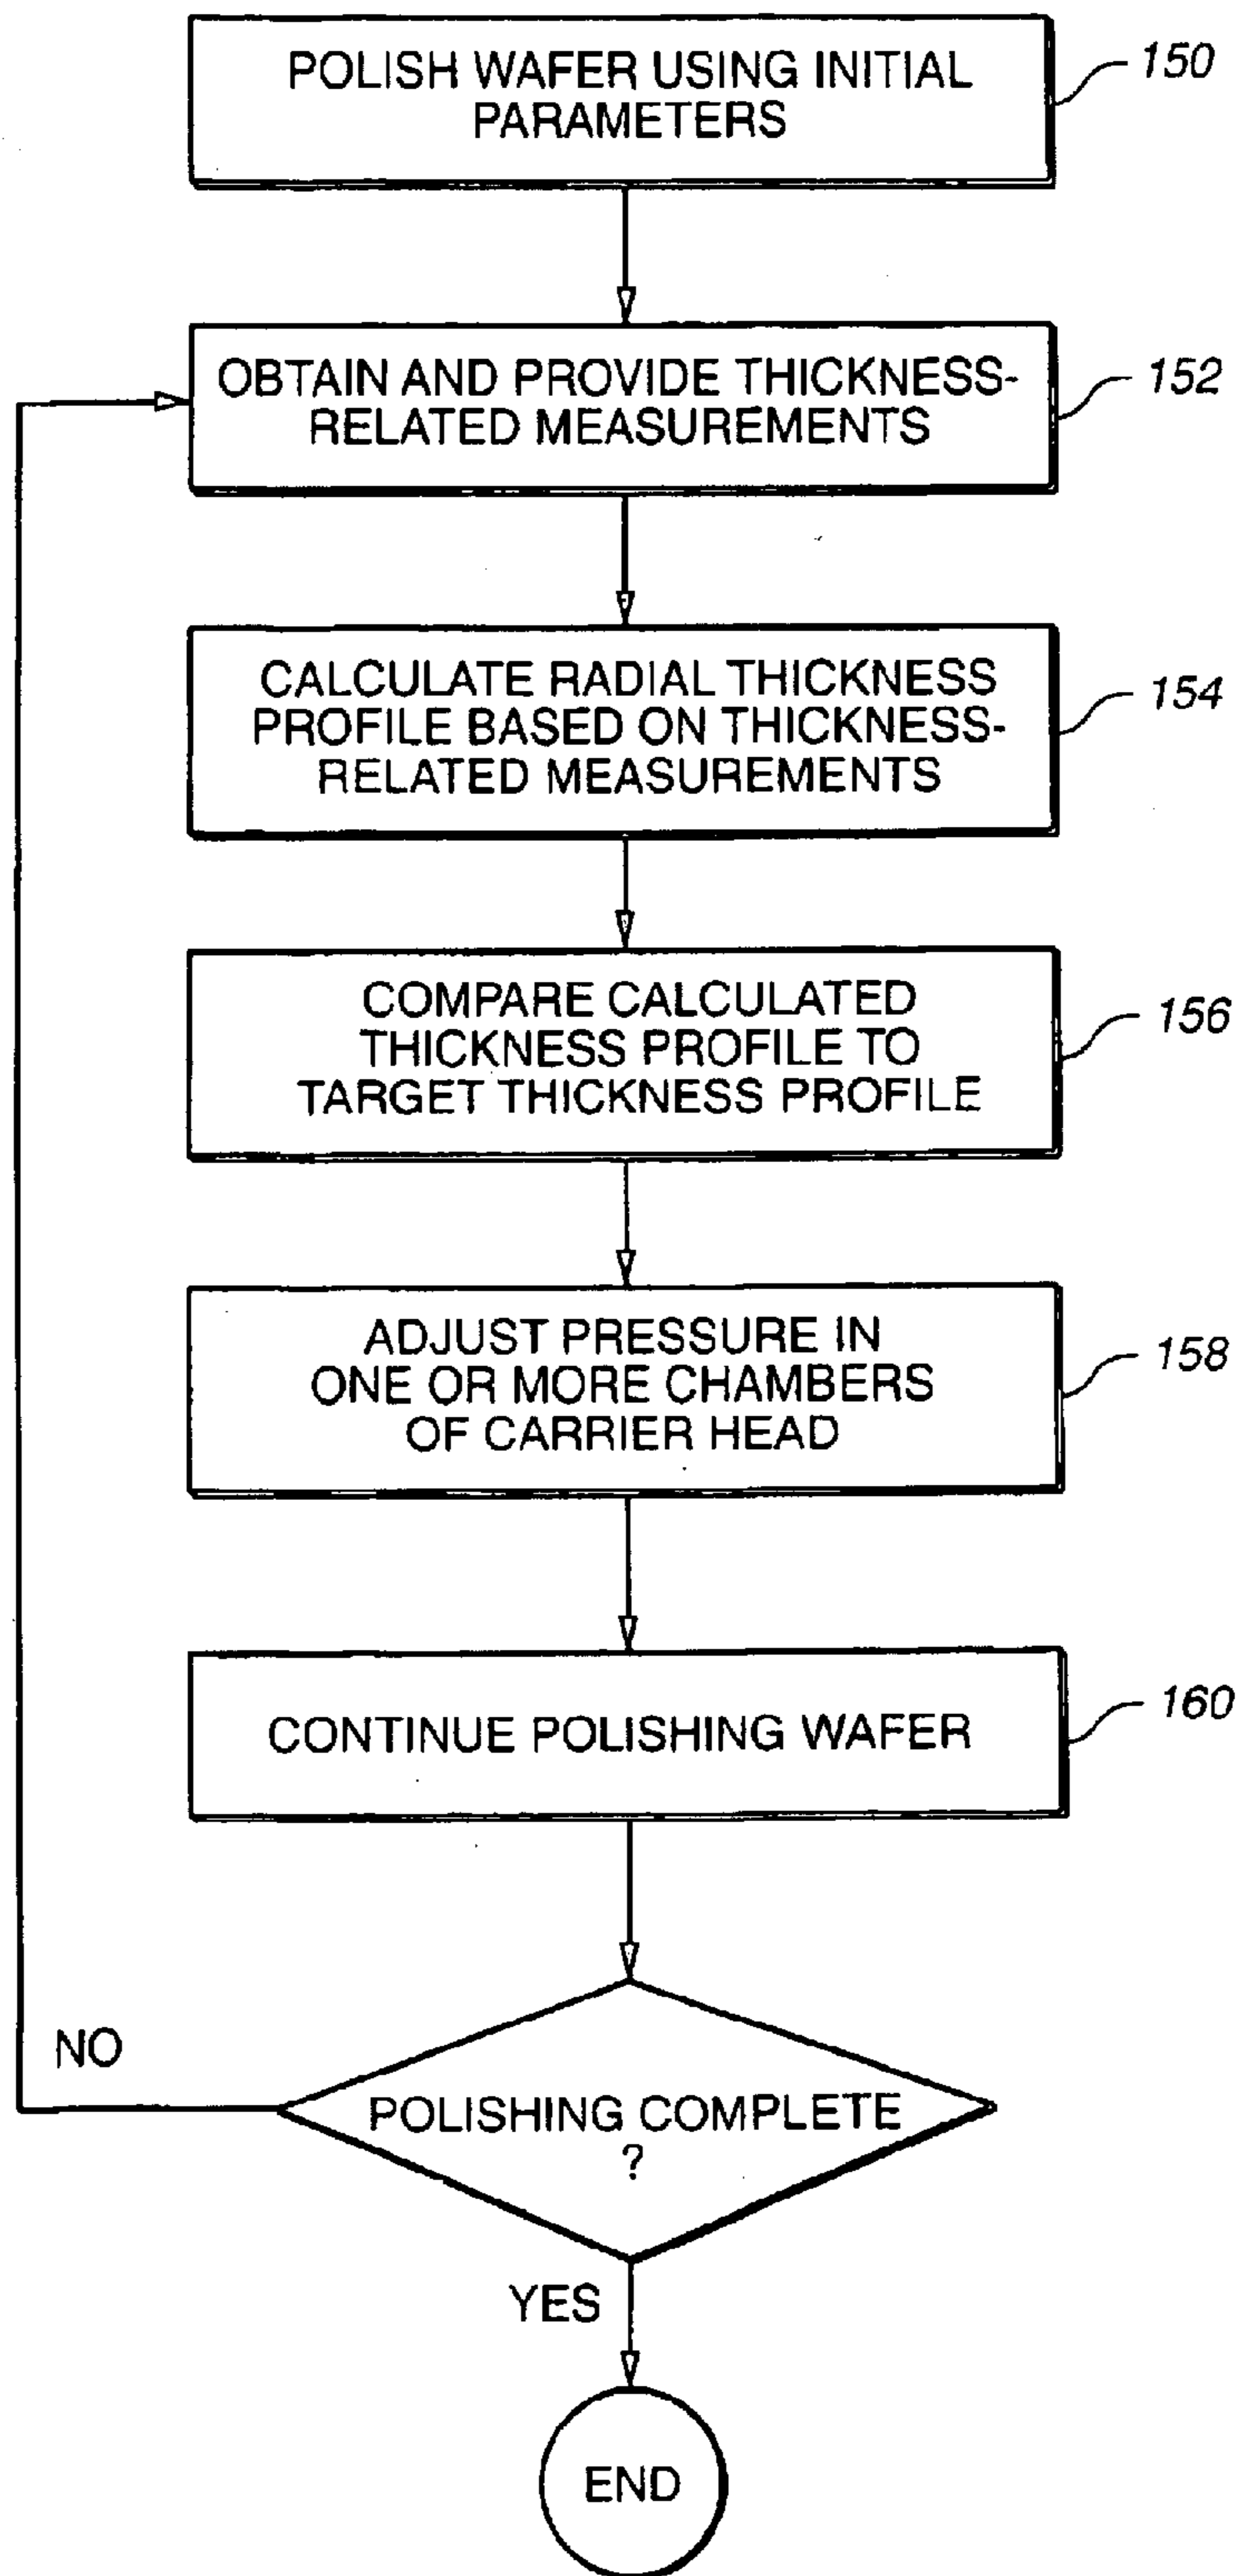 POLISH WAFER USING INITIAL
PARAMETERS
150
OBTAIN AND PROVIDE THICKNESS-
RELATED MEASUREMENTS
152
CALCULATE RADIAL THICKNESS
PROFILE BASED ON THICKNESS-
RELATED MEASUREMENTS
154
COMPARE CALCULATED
THICKNESS PROFILE TO
TARGET THICKNESS PROFILE
156
ADJUST PRESSURE IN
ONE OR MORE CHAMBERS
OF CARRIER HEAD
158
CONTINUE POLISHING WAFER
160
NO
POLISHING COMPLETE
?
YES
END